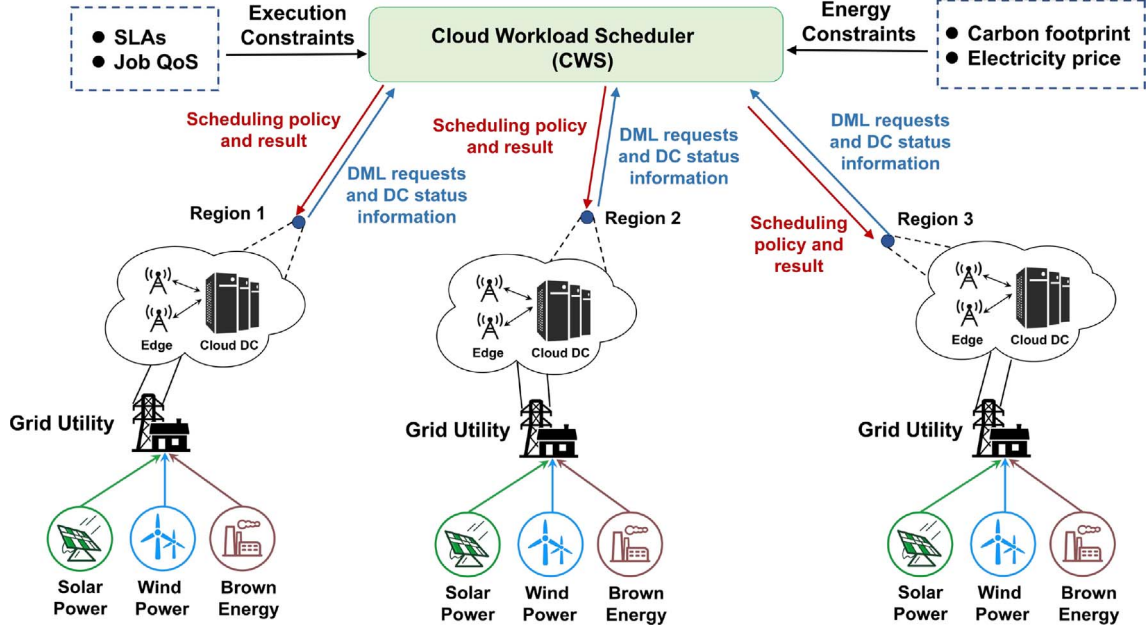 ● SLAs
● Job QoS
Execution
Constraints
Cloud Workload Scheduler
(CWS)
Energy
Constraints
● Carbon footprint
● Electricity price
Scheduling policy
and result
DML requests
and DC status
information
Region 1
Scheduling policy
and result
DML requests
and DC status
information
Region 2
DML requests
and DC status
information
Scheduling
policy and
result
Region 3
Edge
Cloud DC
Edge
Cloud DC
Edge
Cloud DC
Grid Utility
Grid Utility
Grid Utility
Solar
Power
Wind
Power
Brown
Energy
Solar
Power
Wind
Power
Brown
Energy
Solar
Power
Wind
Power
Brown
Energy